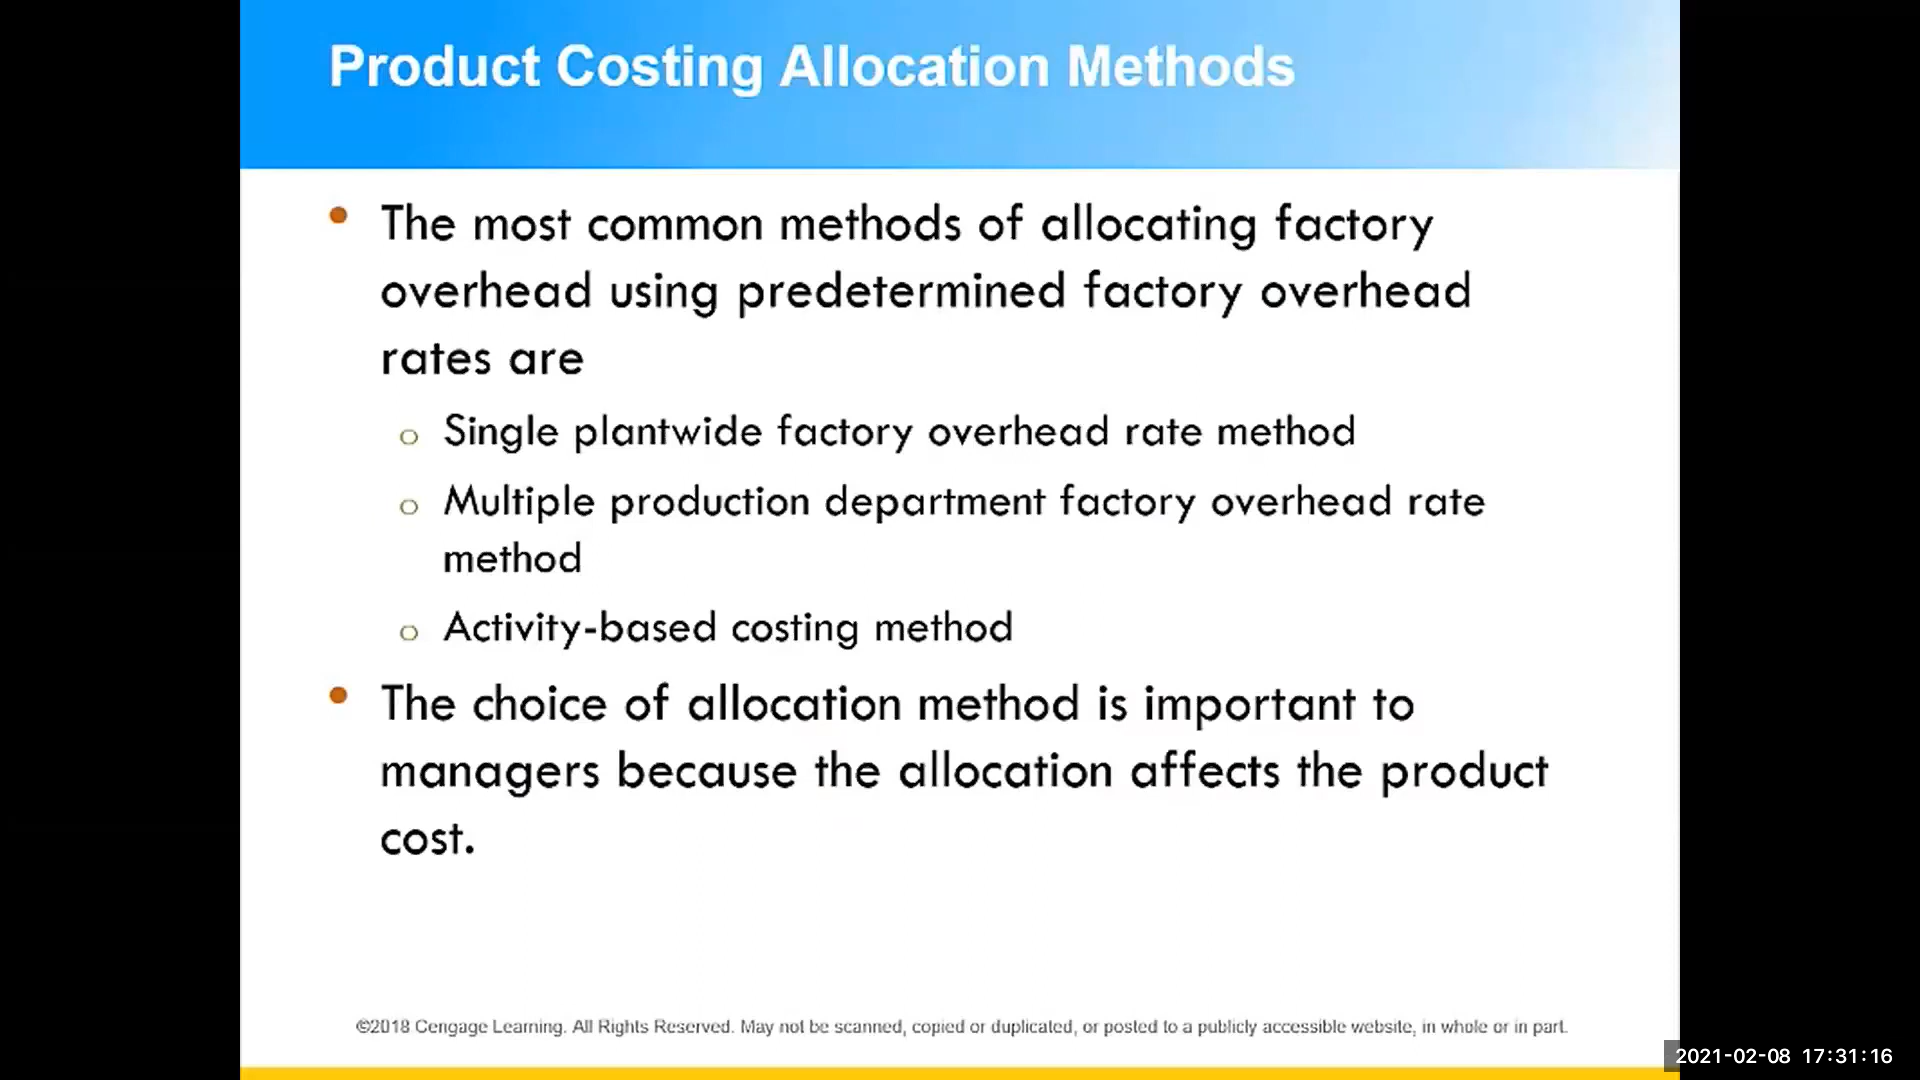 Product Costing Allocation Methods
• The most common methods of allocating factory
overhead using predetermined factory overhead
rates are
o Single plantwide factory overhead rate method
o Multiple production department factory overhead rate
method
o Activity-based costing method
• The choice of allocation method is important to
managers because the allocation affects the product
cost.
©2018 Cengage Learning. All Rights Reserved. May not be scanned, copied or duplicated, or posted to a publicly accessible website, in whole or in part.
2021-02-08 17:31:16